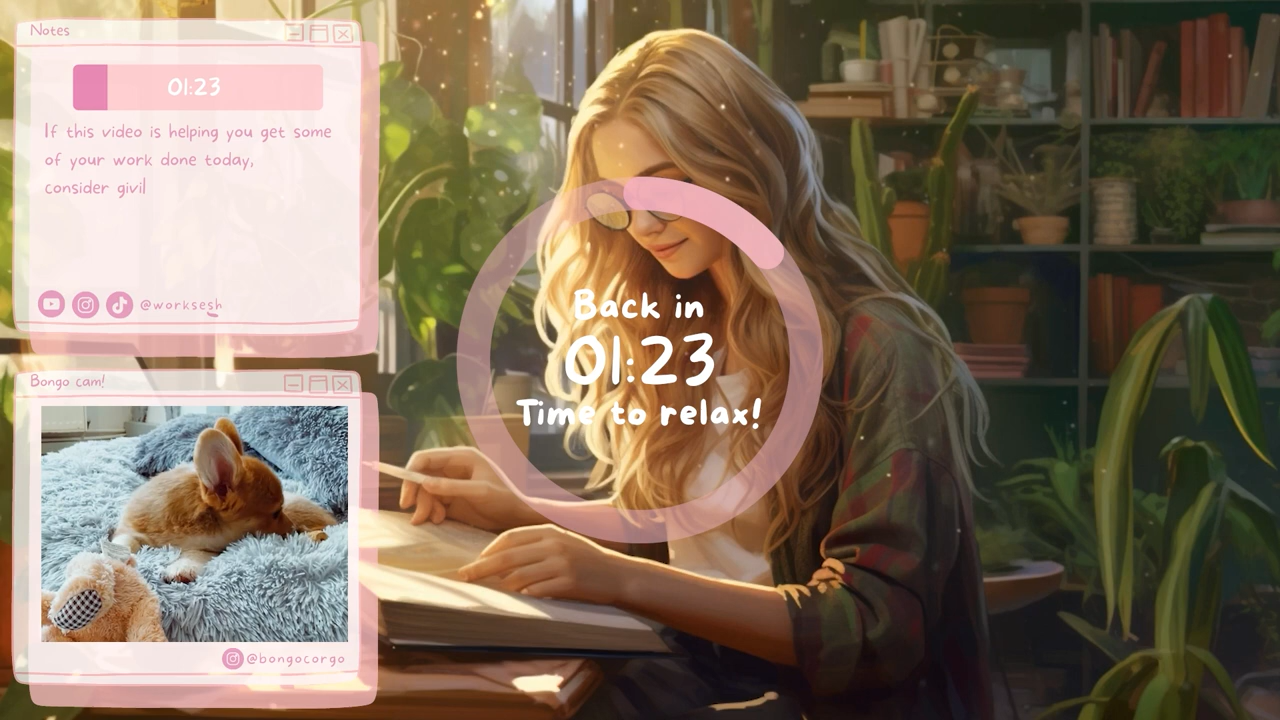 Notes
01:23
If this video is helping you get some
of your work done today,
consider givil
@worksesh
Back in
01:23
Time to relax!
Bongo cam!
@bongocorgo